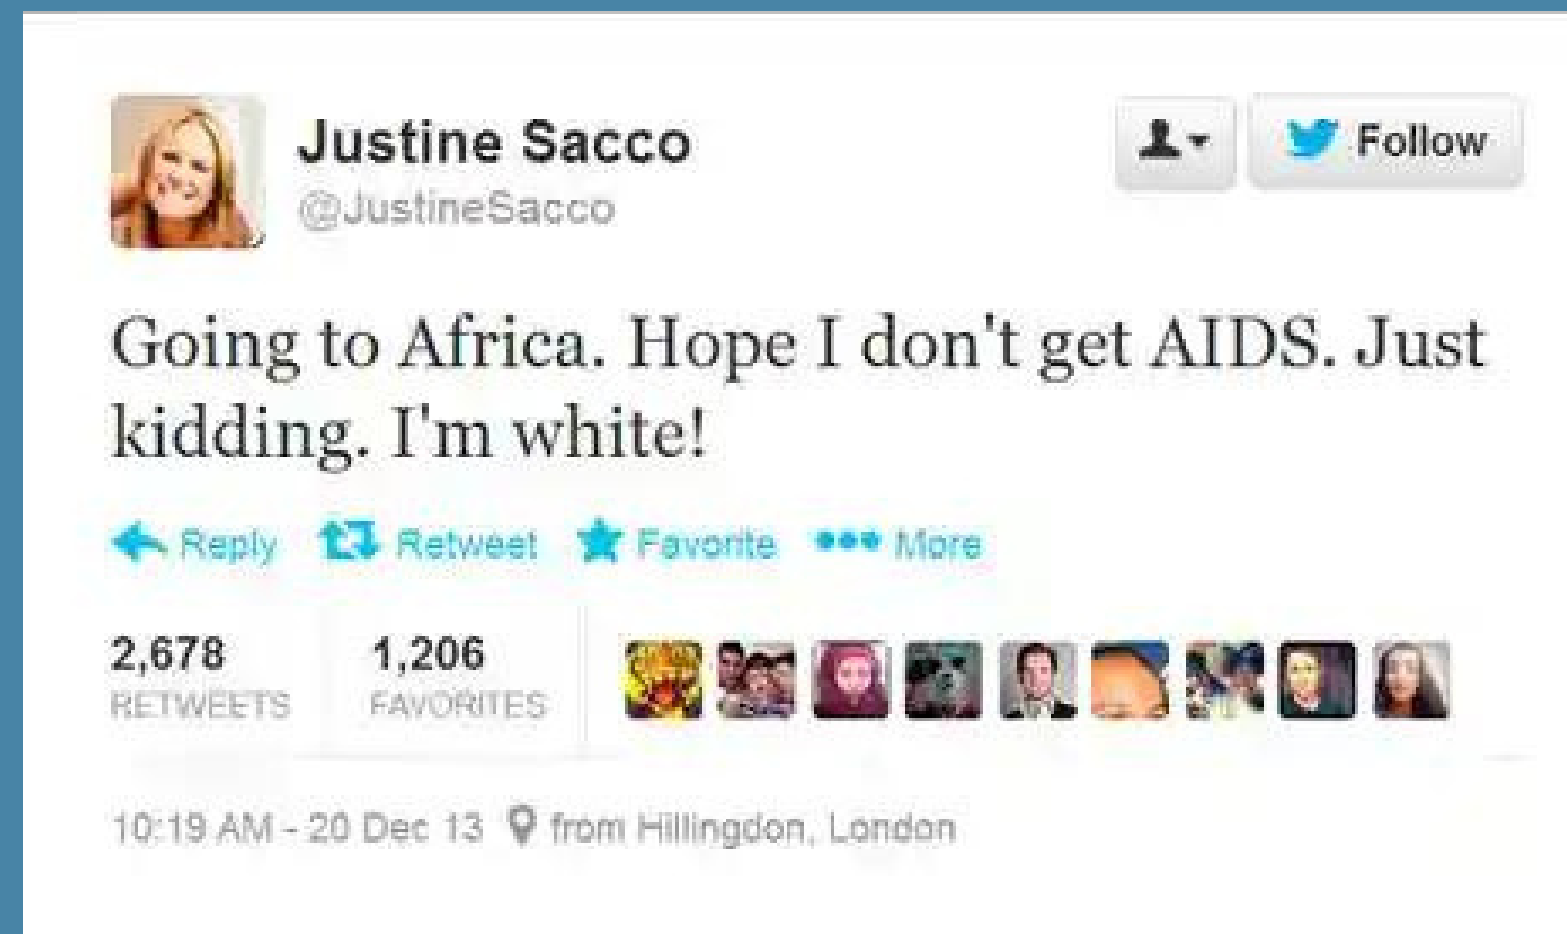 Justine Sacco
@JustineSacco
Follow
Going to Africa. Hope I don't get AIDS. Just
kidding. I'm white!
Reply Retweet Favorite More
2,678 1,206
RETWEETS FAVORITES
10:19 AM - 20 Dec 13 from Hillingdon, London